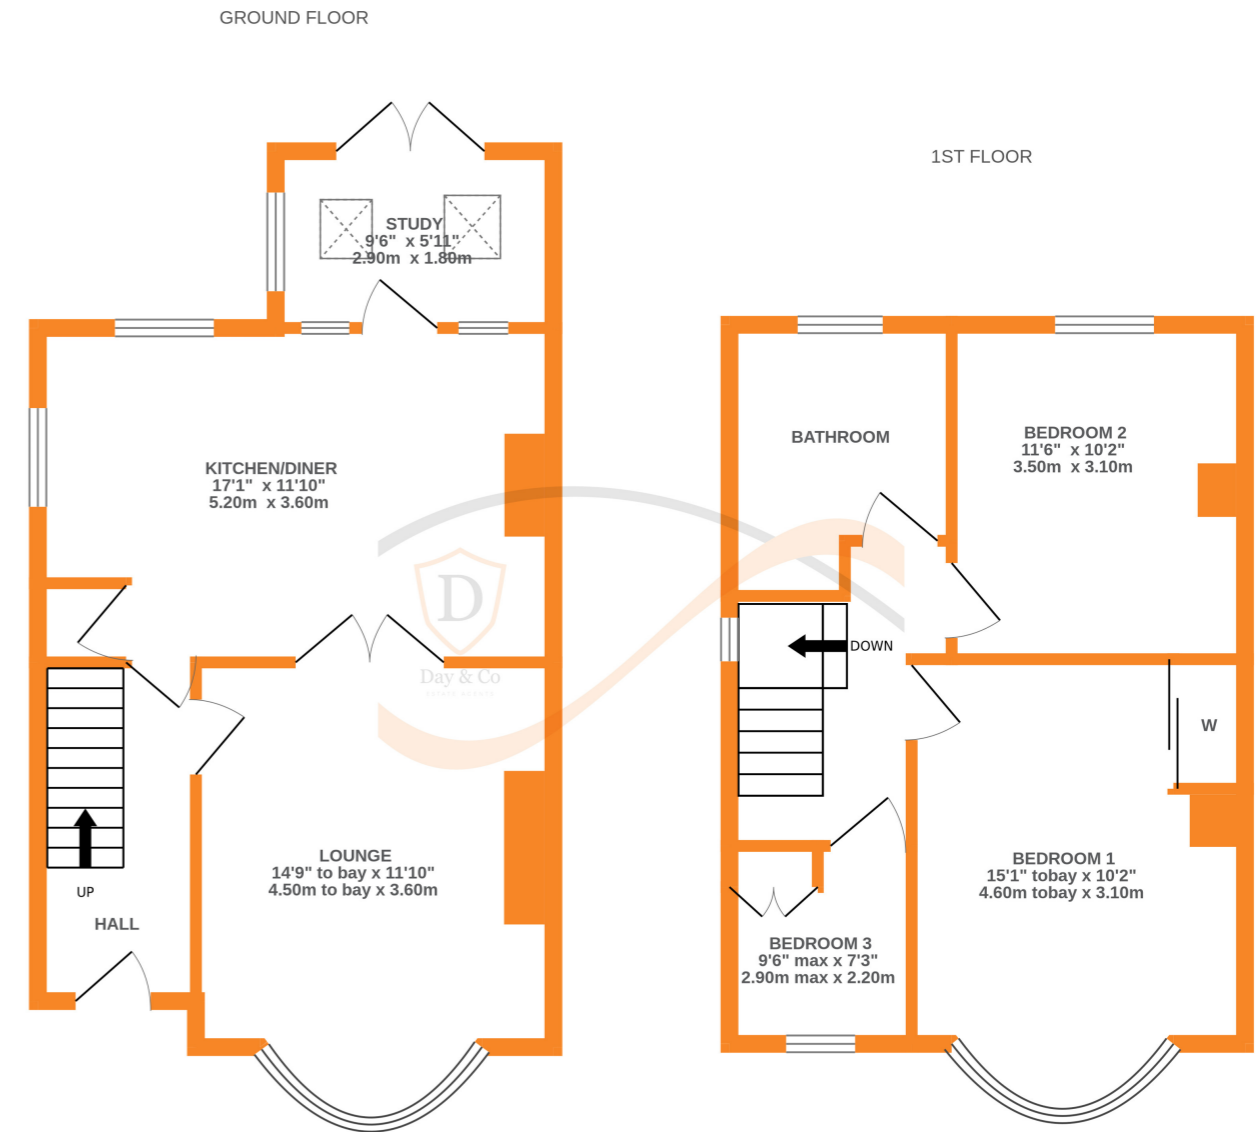 GROUND FLOOR
STUDY
9'6" x 5'11"
2.90m x 1.80m
KITCHEN/DINER
17'1" x 11'10"
5.20m x 3.60m
D
Day & Co
ESTATE AGENTS
LOUNGE
14'9" to bay x 11'10"
4.50m to bay x 3.60m
UP
HALL
1ST FLOOR
BATHROOM
BEDROOM 2
11'6" x 10'2"
3.50m x 3.10m
DOWN
W
BEDROOM 1
15'1" tobay x 10'2"
4.60m tobay x 3.10m
BEDROOM 3
9'6" max x 7'3"
2.90m max x 2.20m